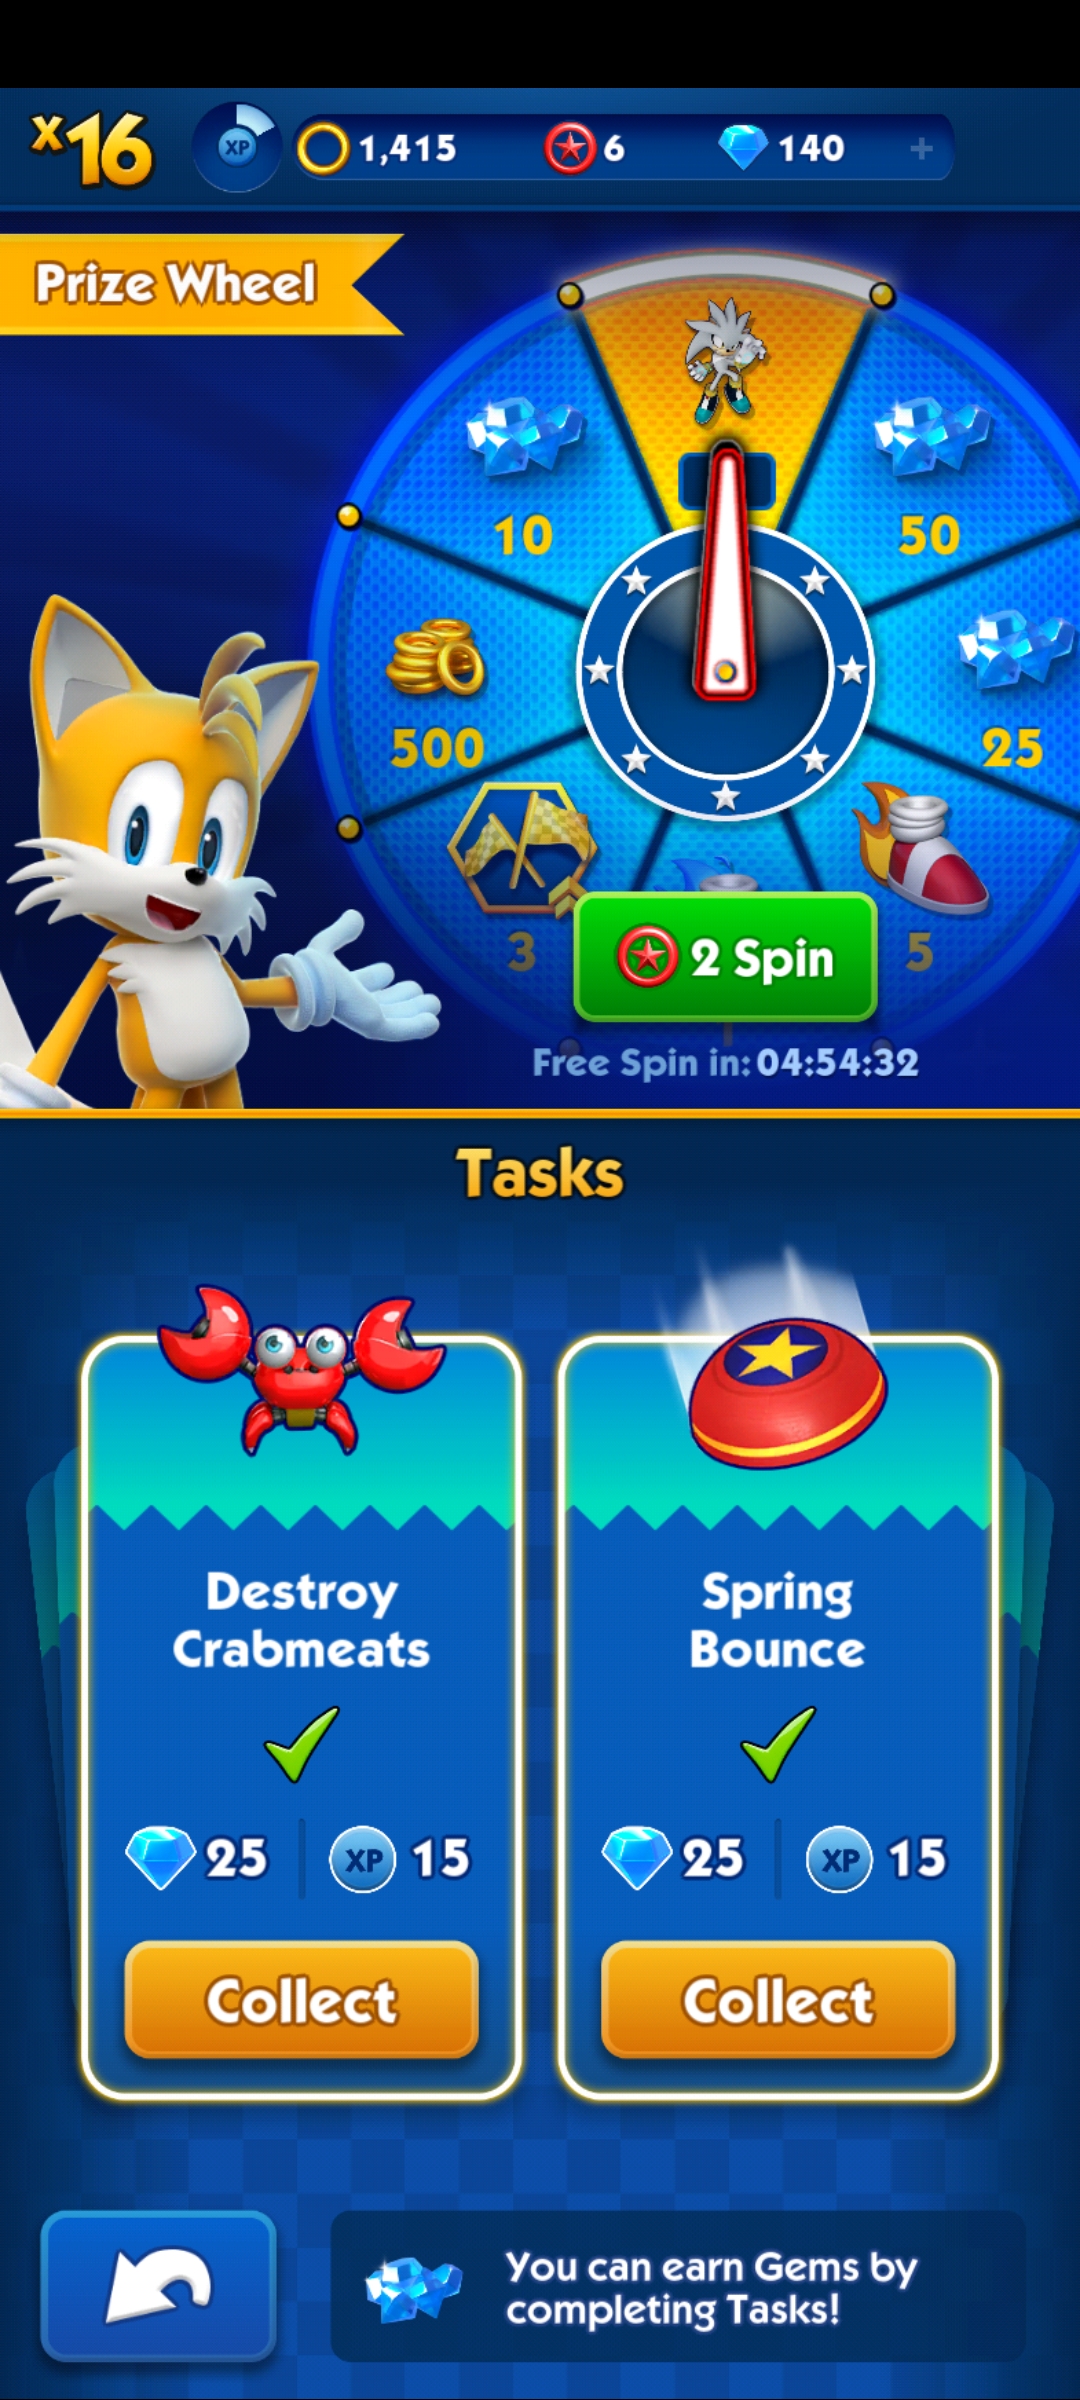 x16
XP
1,415
6
140
+
Prize Wheel
10
50
500
25
3
5
2 Spin
Free Spin in: 04:54:32
Tasks
Destroy
Crabmeats
25
XP
15
Collect
Spring
Bounce
25
XP
15
Collect
You can earn Gems by
completing Tasks!